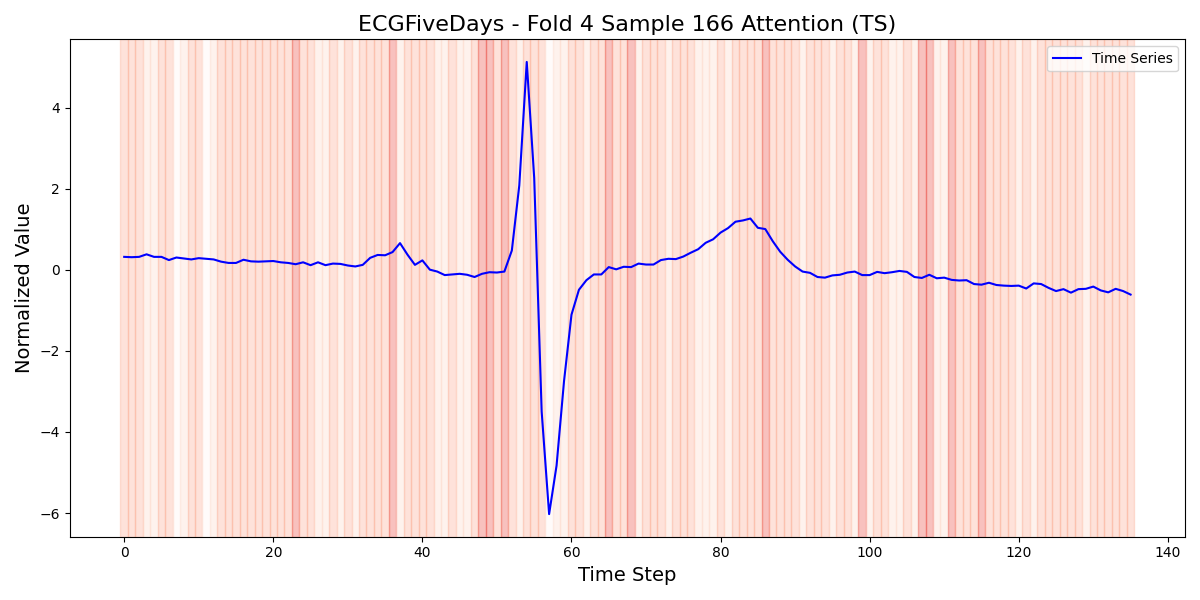 ECGFiveDays - Fold 4 Sample 166 Attention (TS)
Time Series
Normalized Value
4
2
0
−2
−4
−6
0 20 40 60 80 100 120 140
Time Step